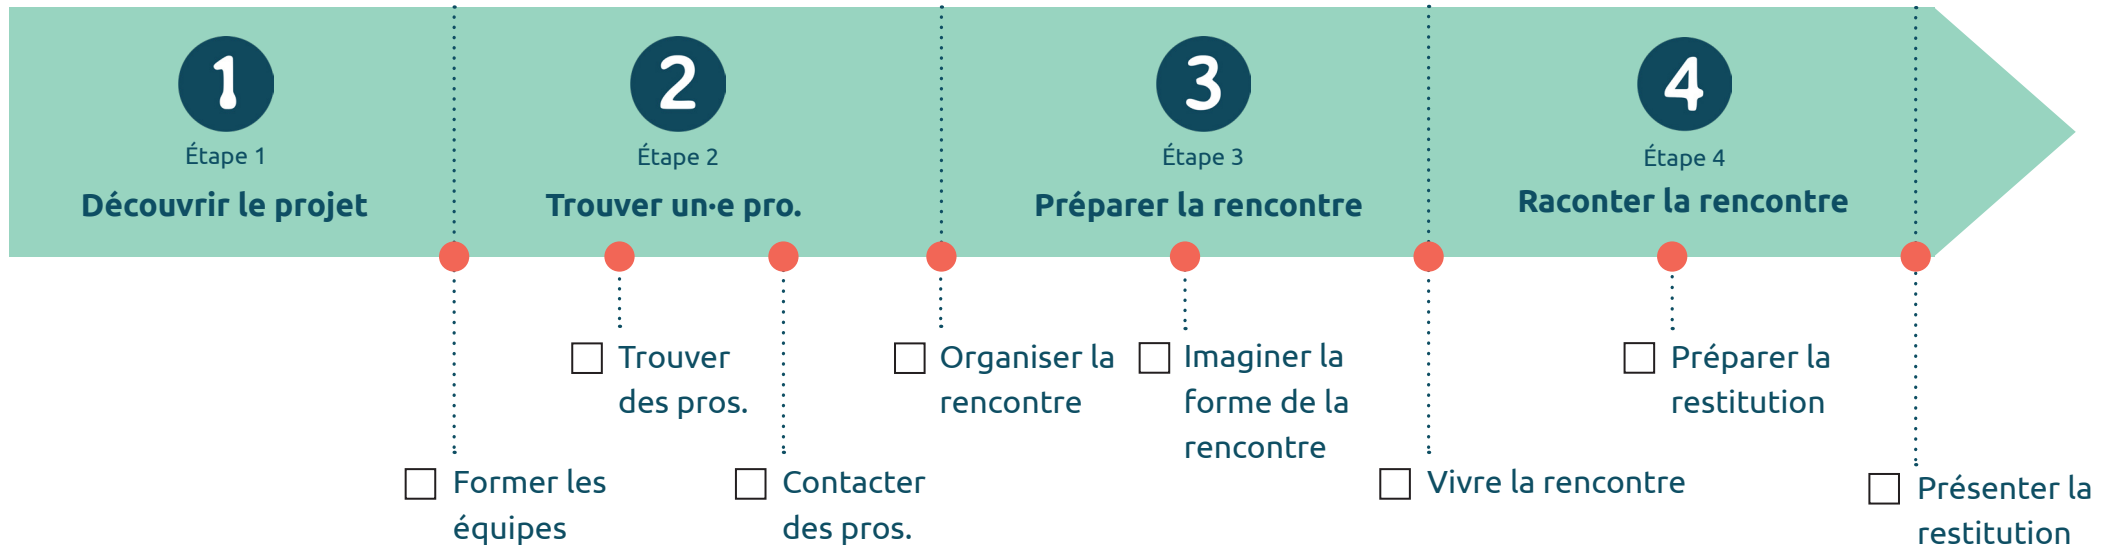 1
Étape 1
Découvrir le projet
2
Étape 2
Trouver un·e pro.
3
Étape 3
Préparer la rencontre
4
Étape 4
Raconter la rencontre
Former les
équipes
Trouver
des pros.
Contacter
des pros.
Organiser la
rencontre
Imaginer la
forme de la
rencontre
Vivre la rencontre
Préparer la
restitution
Présenter la
restitution